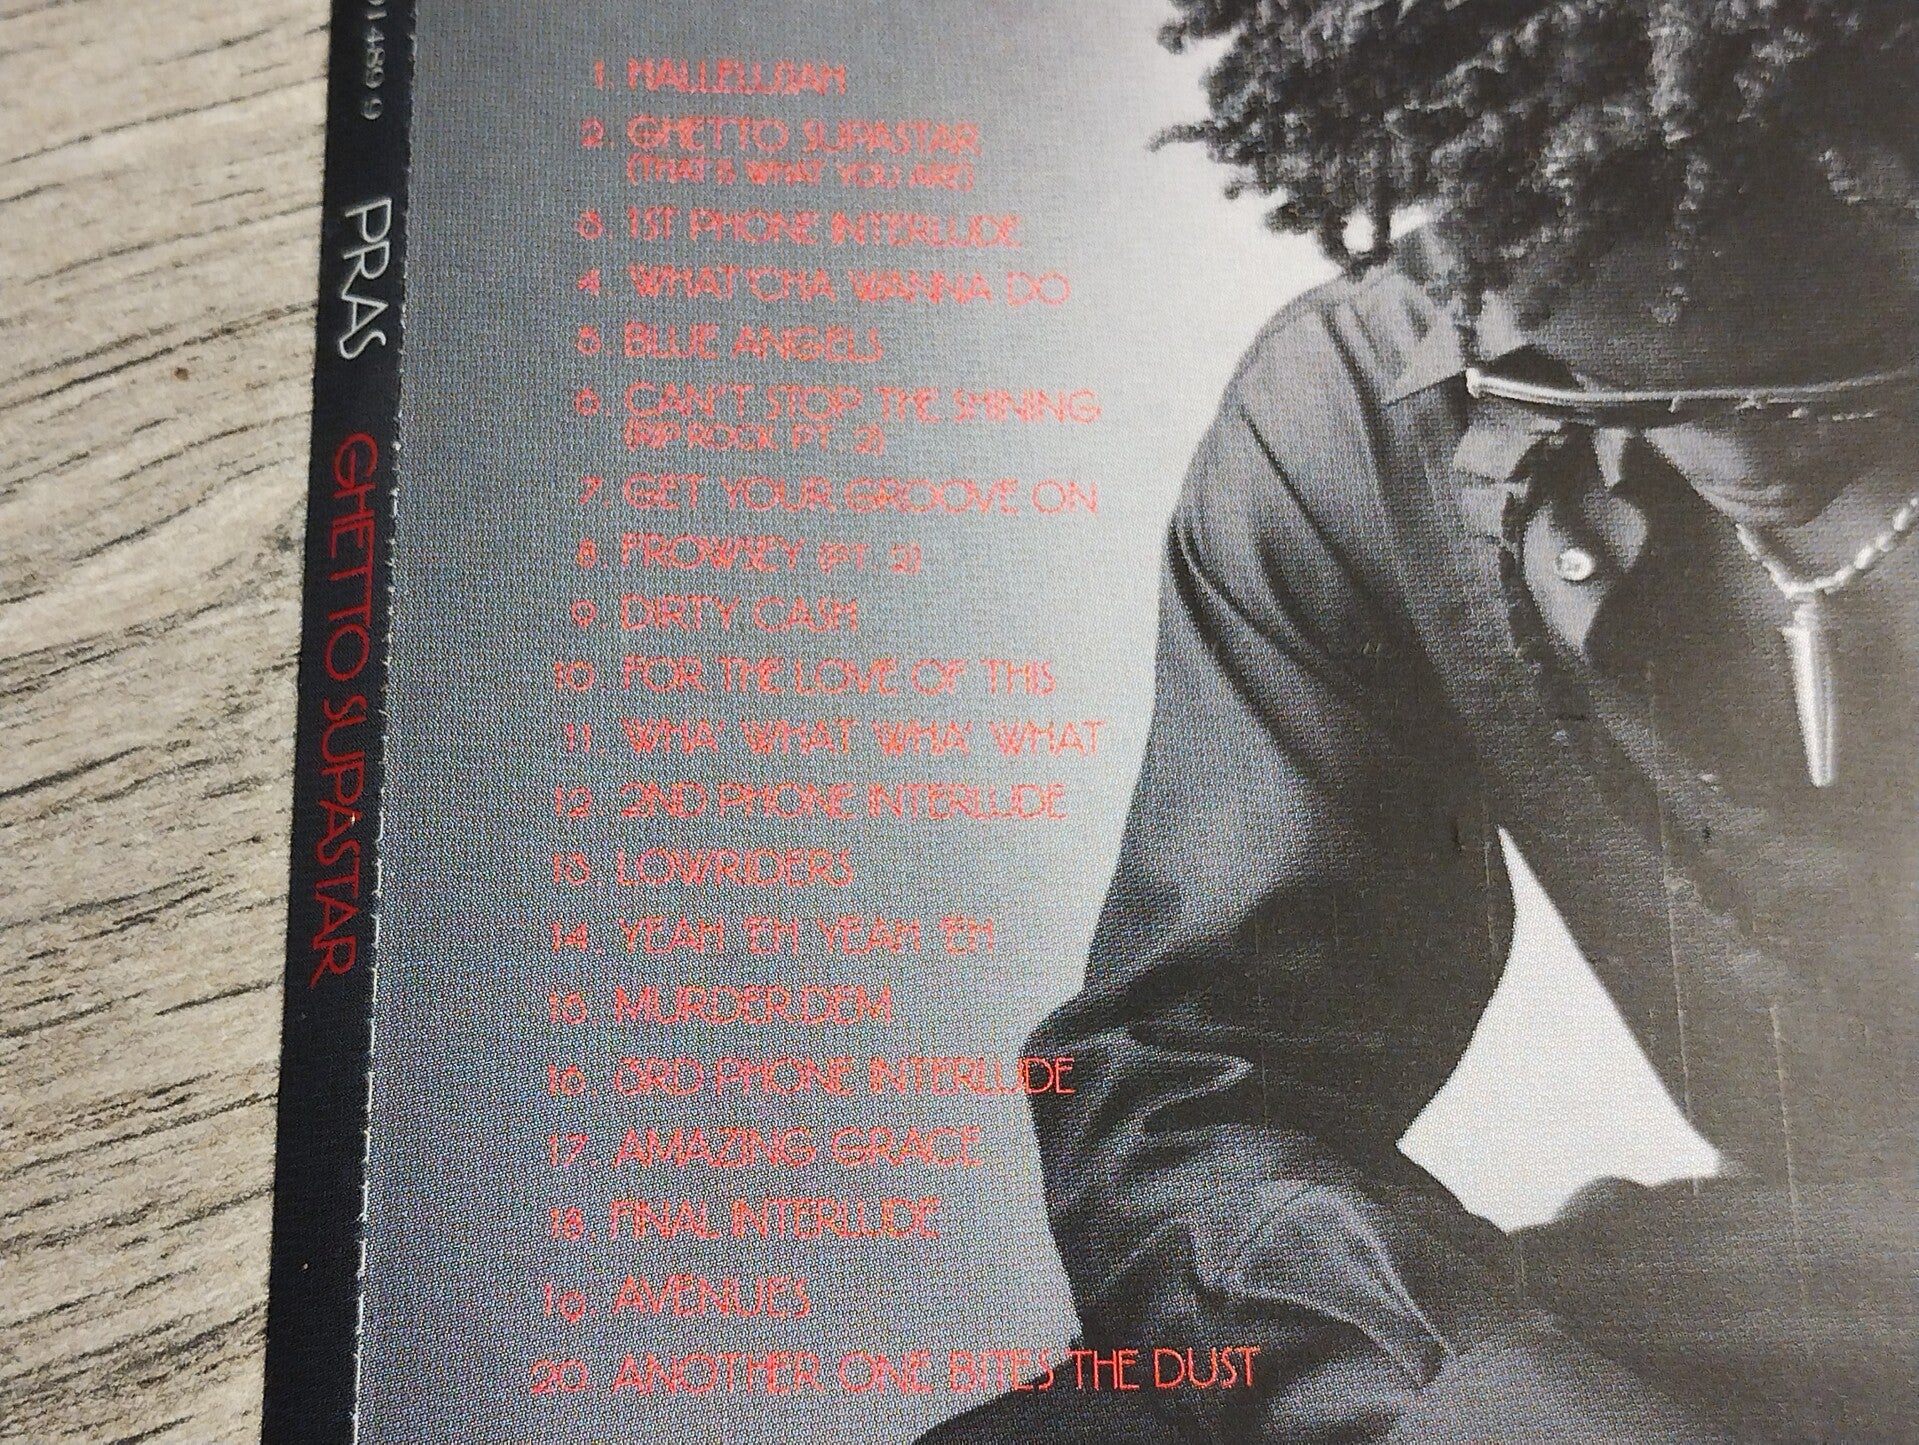 1489 9
PRAS GHETTO SUPASTAR
1. HALLELUJAH
2. GHETTO SUPASTAR
(THAT IS WHAT YOU ARE)
3. 1ST PHONE INTERLUDE
4. WHAT'CHA WANNA DO
5. BLUE ANGELS
6. CAN'T STOP THE SHINING
(RIP ROCK PT. 2)
7. GET YOUR GROOVE ON
8. FROWSEY (PT. 2)
9. DIRTY CASH
10. FOR THE LOVE OF THIS
11. WHA' WHAT WHA' WHAT
12. 2ND PHONE INTERLUDE
13. LOWRIDERS
14. YEAH 'EH YEAH 'EH
15. MURDER DEM
16. 3RD PHONE INTERLUDE
17. AMAZING GRACE
18. FINAL INTERLUDE
19. AVENUES
20. ANOTHER ONE BITES THE DUST